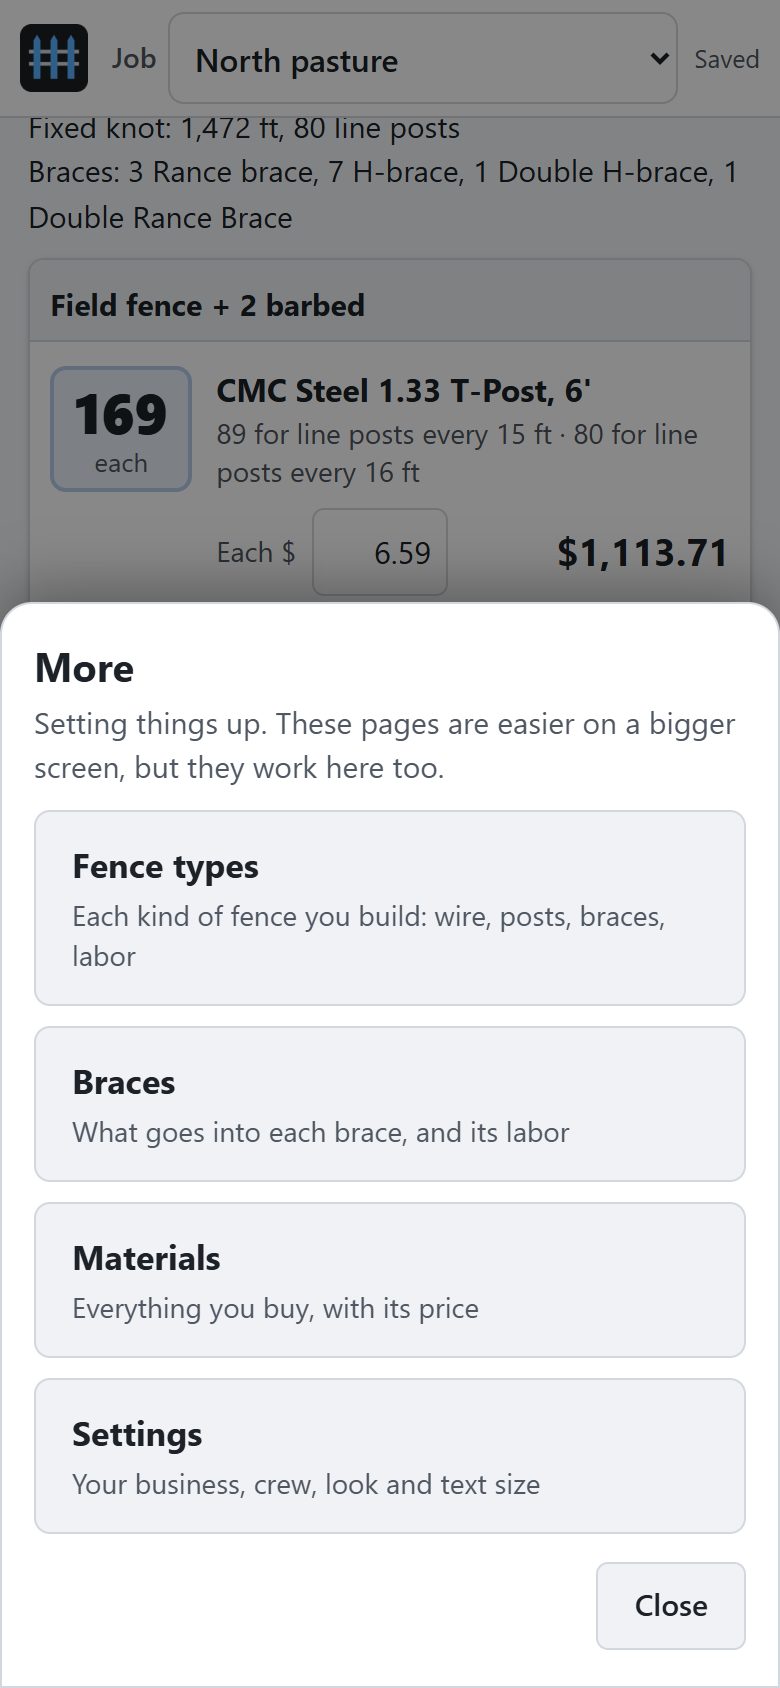 Job
North pasture
Saved
Fixed knot: 1,472 ft, 80 line posts
Braces: 3 Rance brace, 7 H-brace, 1 Double H-brace, 1
Double Rance Brace
Field fence + 2 barbed
169
each
CMC Steel 1.33 T-Post, 6'
89 for line posts every 15 ft · 80 for line
posts every 16 ft
Each $ 6.59 $1,113.71
More
Setting things up. These pages are easier on a bigger
screen, but they work here too.
Fence types
Each kind of fence you build: wire, posts, braces,
labor
Braces
What goes into each brace, and its labor
Materials
Everything you buy, with its price
Settings
Your business, crew, look and text size
Close